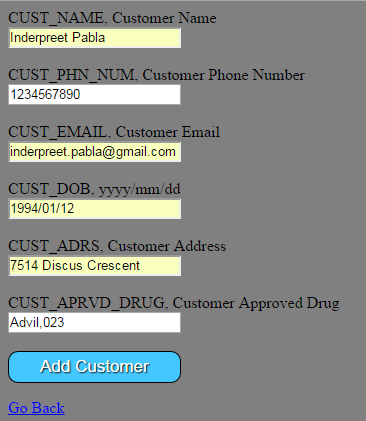 CUST_NAME, Customer Name
Inderpreet Pabla
CUST_PHN_NUM, Customer Phone Number
1234567890
CUST_EMAIL, Customer Email
inderpreet.pabla@gmail.com
CUST_DOB, yyyy/mm/dd
1994/01/12
CUST_ADRS, Customer Address
7514 Discus Crescent
CUST_APRVD_DRUG, Customer Approved Drug
Advil,023
Add Customer
Go Back